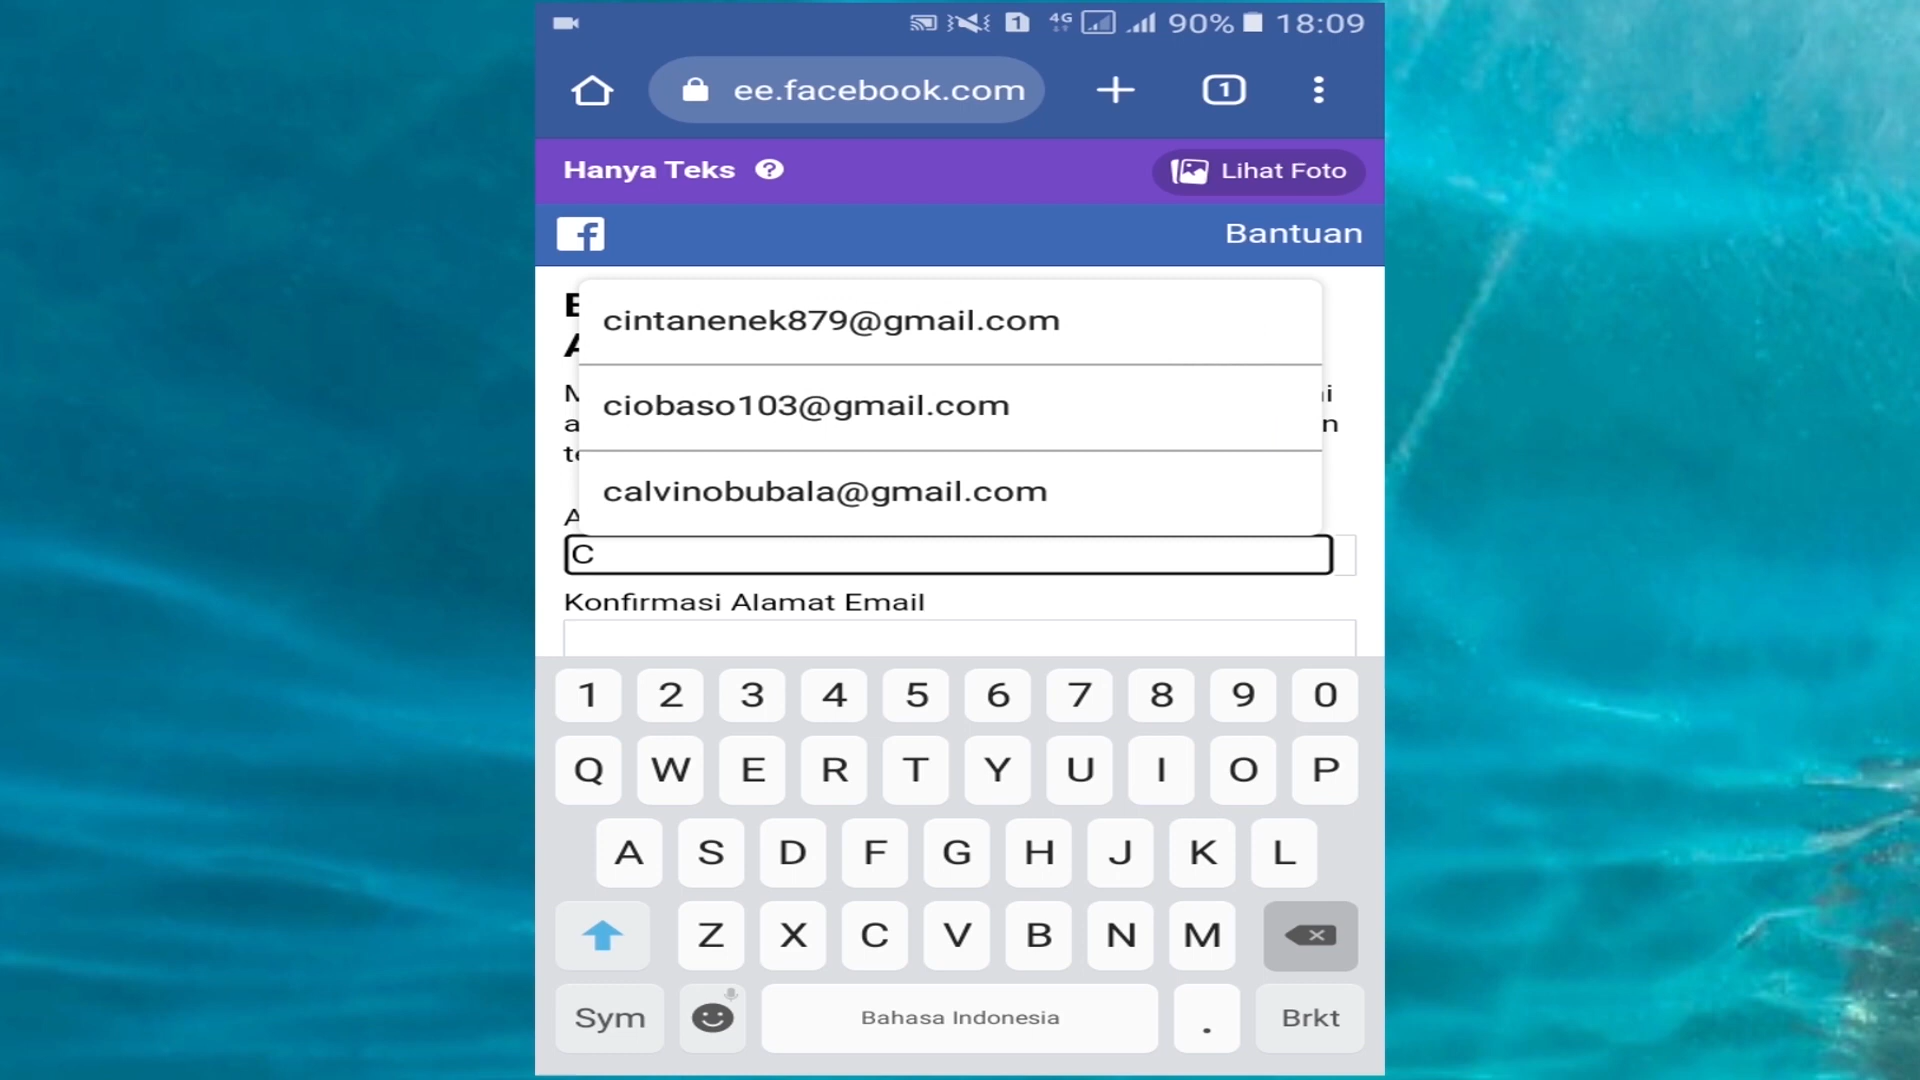 4G 90% 18:09
ee.facebook.com 1
Hanya Teks ? Lihat Foto
f Bantuan
cintanenek879@gmail.com
ciobaso103@gmail.com
calvinobubala@gmail.com
C
Konfirmasi Alamat Email
1 2 3 4 5 6 7 8 9 0
Q W E R T Y U I O P
A S D F G H J K L
Z X C V B N M
Sym Bahasa Indonesia . Brkt